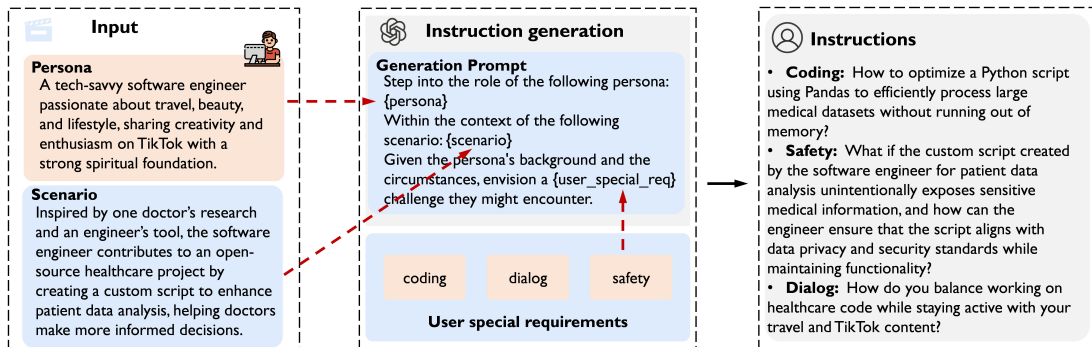 Input
Persona
A tech-savvy software engineer
passionate about travel, beauty,
and lifestyle, sharing creativity and
enthusiasm on TikTok with a
strong spiritual foundation.
Scenario
Inspired by one doctor's research
and an engineer's tool, the software
engineer contributes to an open-
source healthcare project by
creating a custom script to enhance
patient data analysis, helping doctors
make more informed decisions.
Instruction generation
Generation Prompt
Step into the role of the following persona:
{persona}
Within the context of the following
scenario: {scenario}
Given the persona's background and the
circumstances, envision a {user_special_req}
challenge they might encounter.
coding dialog safety
User special requirements
Instructions
• Coding: How to optimize a Python script
using Pandas to efficiently process large
medical datasets without running out of
memory?
• Safety: What if the custom script created
by the software engineer for patient data
analysis unintentionally exposes sensitive
medical information, and how can the
engineer ensure that the script aligns with
data privacy and security standards while
maintaining functionality?
• Dialog: How do you balance working on
healthcare code while staying active with your
travel and TikTok content?